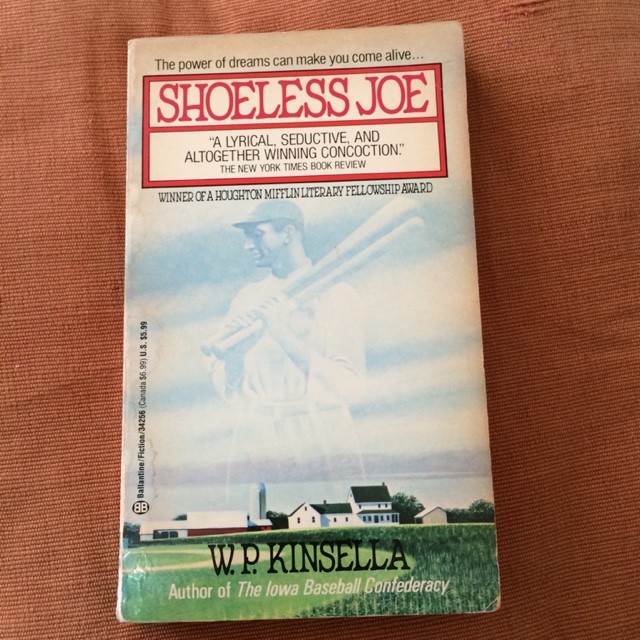 The power of dreams can make you come alive...
SHOELESS JOE
"A LYRICAL, SEDUCTIVE, AND
ALTOGETHER WINNING CONCOCTION."
THE NEW YORK TIMES BOOK REVIEW
WINNER OF A HOUGHTON MIFFLIN LITERARY FELLOWSHIP AWARD
BB Ballantine/Fiction/34256 (Canada $6.99) U.S. $5.99
W. P. KINSELLA
Author of The Iowa Baseball Confederacy